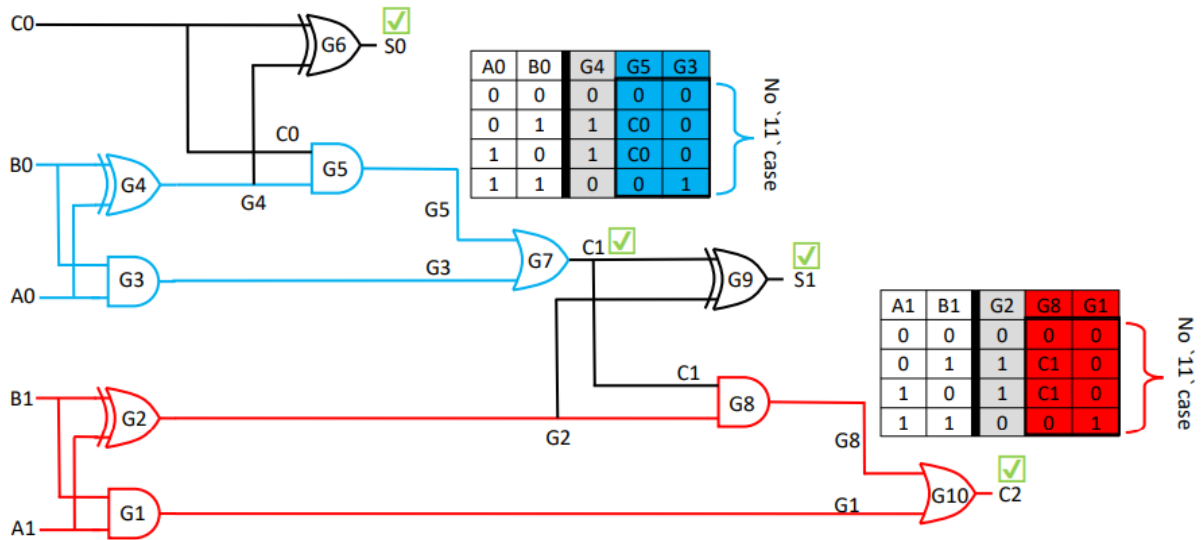 C0
G6
S0
A0 B0 G4 G5 G3
0 0 0 0 0
0 1 1 C0 0
1 0 1 C0 0
1 1 0 0 1
No `11` case
C0
B0
G4
G5
G4
G5
C1
G3
G7
G3
A0
G9
S1
A1 B1 G2 G8 G1
0 0 0 0 0
0 1 1 C1 0
1 0 1 C1 0
1 1 0 0 1
No `11` case
C1
B1
G2
G8
G2
G8
G10
C2
G1
G1
A1